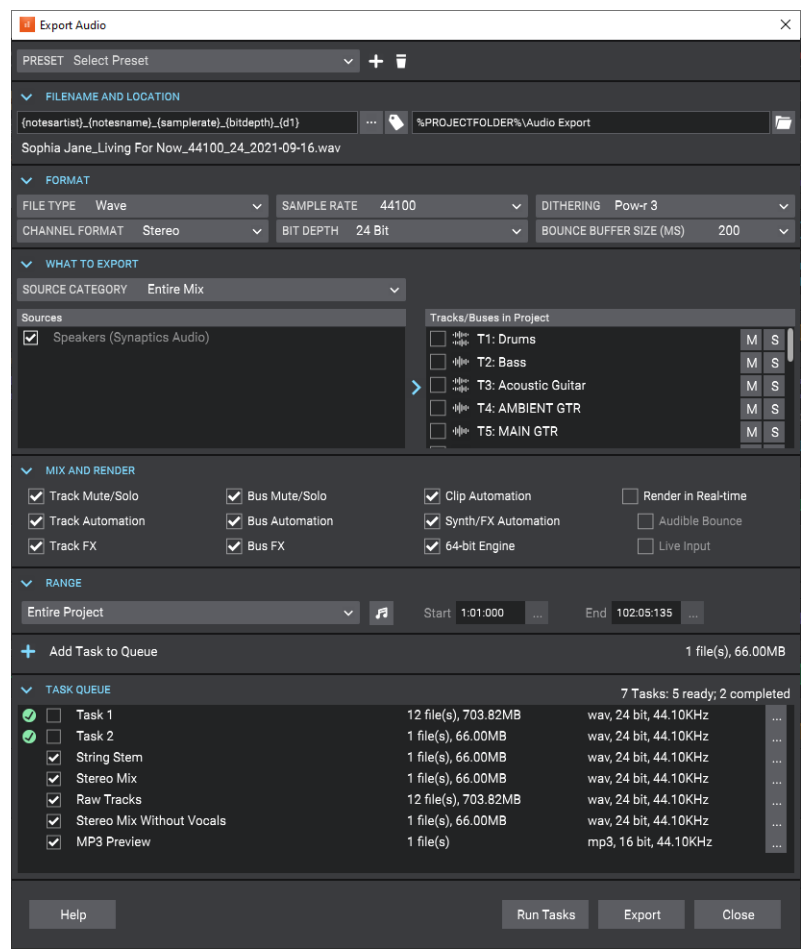 Export Audio
PRESET Select Preset
FILENAME AND LOCATION
{notesartist}_{notesname}_{samplerate}_{bitdepth}_{d1} ... %PROJECTFOLDER%\Audio Export
Sophia Jane_Living For Now_44100_24_2021-09-16.wav
FORMAT
FILE TYPE Wave SAMPLE RATE 44100 DITHERING Pow-r 3
CHANNEL FORMAT Stereo BIT DEPTH 24 Bit BOUNCE BUFFER SIZE (MS) 200
WHAT TO EXPORT
SOURCE CATEGORY Entire Mix
Sources Tracks/Buses in Project
Speakers (Synaptics Audio) T1: Drums M S
T2: Bass M S
T3: Acoustic Guitar M S
T4: AMBIENT GTR M S
T5: MAIN GTR M S
MIX AND RENDER
Track Mute/Solo Bus Mute/Solo Clip Automation Render in Real-time
Track Automation Bus Automation Synth/FX Automation Audible Bounce
Track FX Bus FX 64-bit Engine Live Input
RANGE
Entire Project Start 1:01:000 ... End 102:05:135 ...
Add Task to Queue 1 file(s), 66.00MB
TASK QUEUE 7 Tasks: 5 ready; 2 completed
Task 1 12 file(s), 703.82MB wav, 24 bit, 44.10KHz ...
Task 2 1 file(s), 66.00MB wav, 24 bit, 44.10KHz ...
String Stem 1 file(s), 66.00MB wav, 24 bit, 44.10KHz ...
Stereo Mix 1 file(s), 66.00MB wav, 24 bit, 44.10KHz ...
Raw Tracks 12 file(s), 703.82MB wav, 24 bit, 44.10KHz ...
Stereo Mix Without Vocals 1 file(s), 66.00MB wav, 24 bit, 44.10KHz ...
MP3 Preview 1 file(s) mp3, 16 bit, 44.10KHz ...
Help Run Tasks Export Close